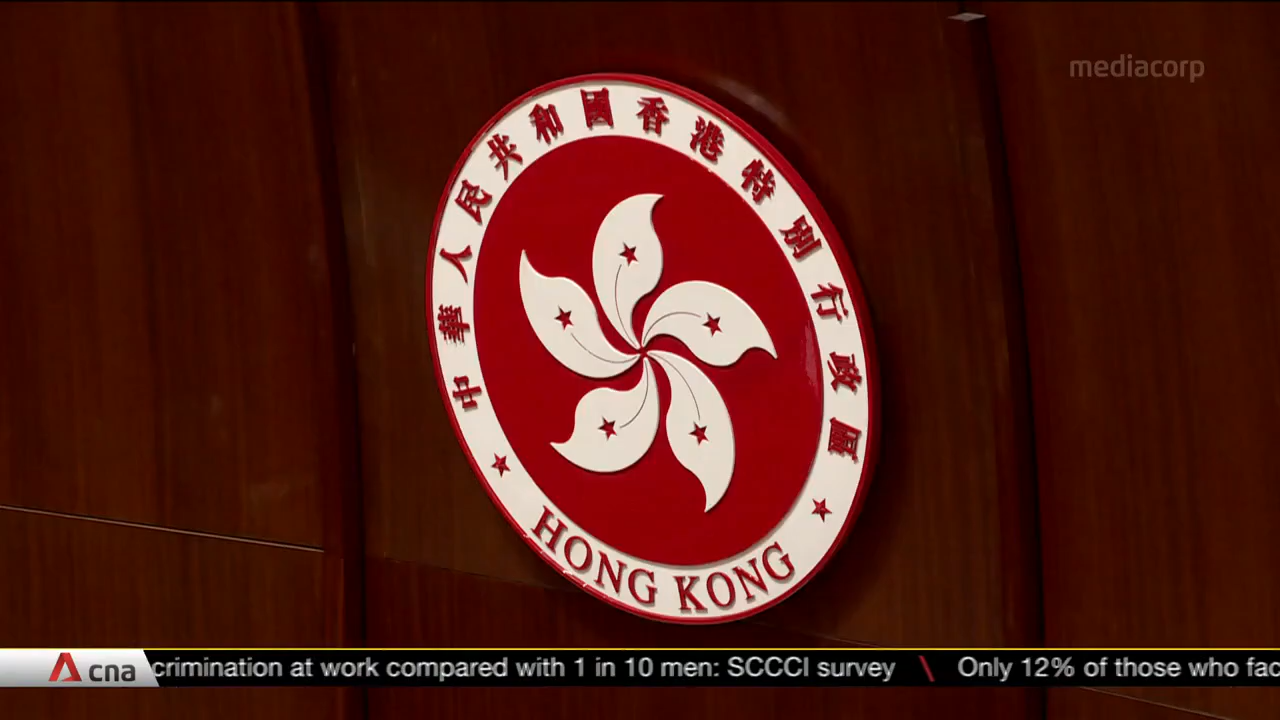 mediacorp
中華人民共和國香港特別行政區
HONG KONG
cna
crimination at work compared with 1 in 10 men: SCCCI survey \ Only 12% of those who fac